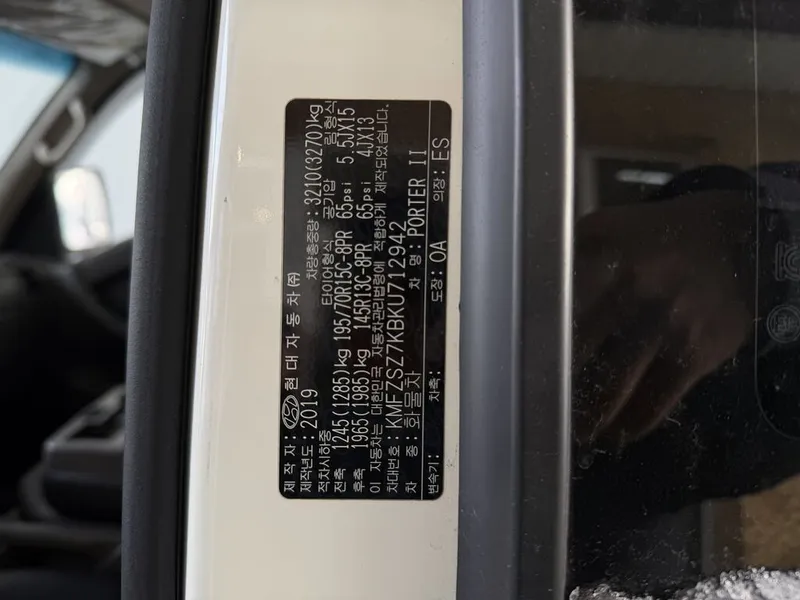 제 작 자: HYUNDAI 현 대 자 동 차 (주)
제작년도: 2019 차량총중량: 3210(3270)kg
적차시하중 타이어형식 공기압 림형식
전축 1245(1285)kg 195/70R15C-8PR 65psi 5.5JX15
후축 1965(1985)kg 145R13C-8PR 65psi 4JX13
이 자동차는 대한민국 자동차관리법령에 적합하게 제작되었습니다.
차대번호: KMFZSZ7KBKU712942
차 종: 화물차 차 명: PORTER II
변속기: 차축: 도장: OA 의장: ES